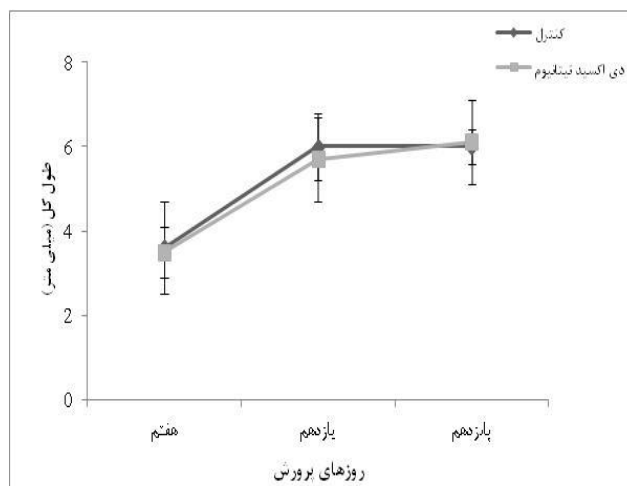 کنترل
دی اکسید تیتانیوم
8
6
4
2
0
طول کل (میلی متر)
هفتم
یازدهم
پانزدهم
روزهای پرورش